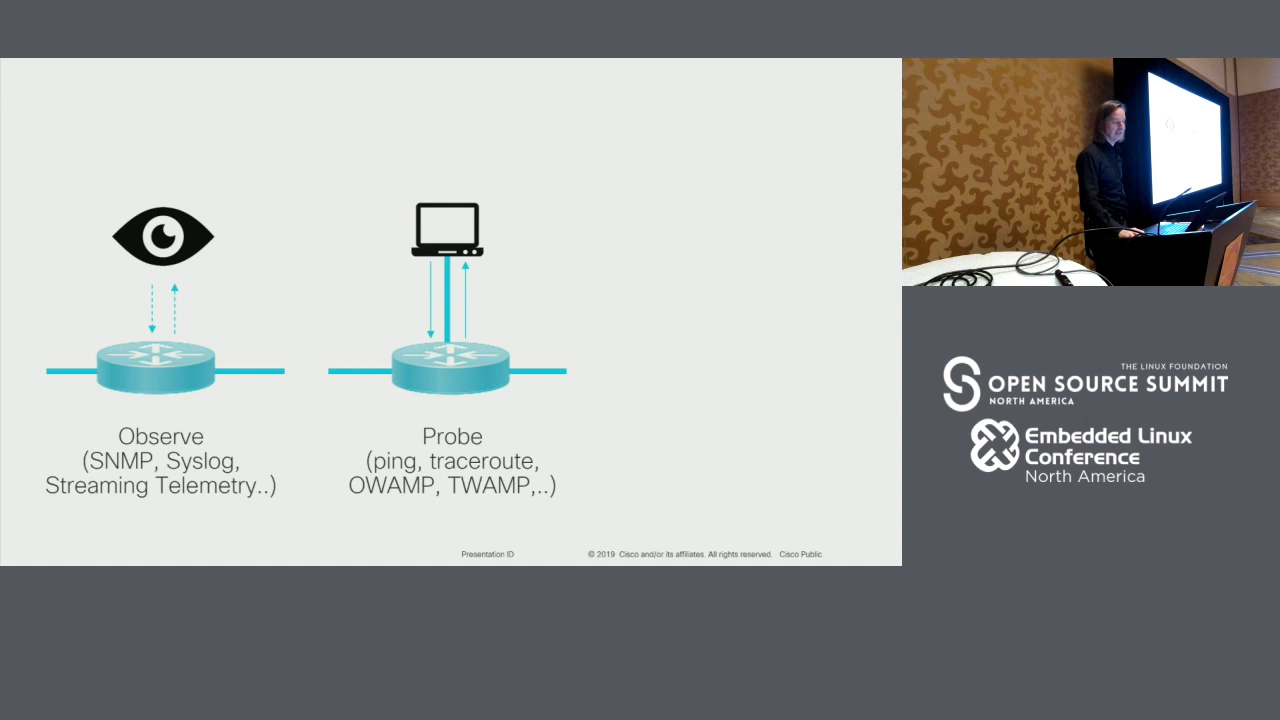 Observe
(SNMP, Syslog,
Streaming Telemetry..)
Probe
(ping, traceroute,
OWAMP, TWAMP,..)
Presentation ID
© 2019 Cisco and/or its affiliates. All rights reserved. Cisco Public
THE LINUX FOUNDATION
OPEN SOURCE SUMMIT
NORTH AMERICA
Embedded Linux
Conference
North America